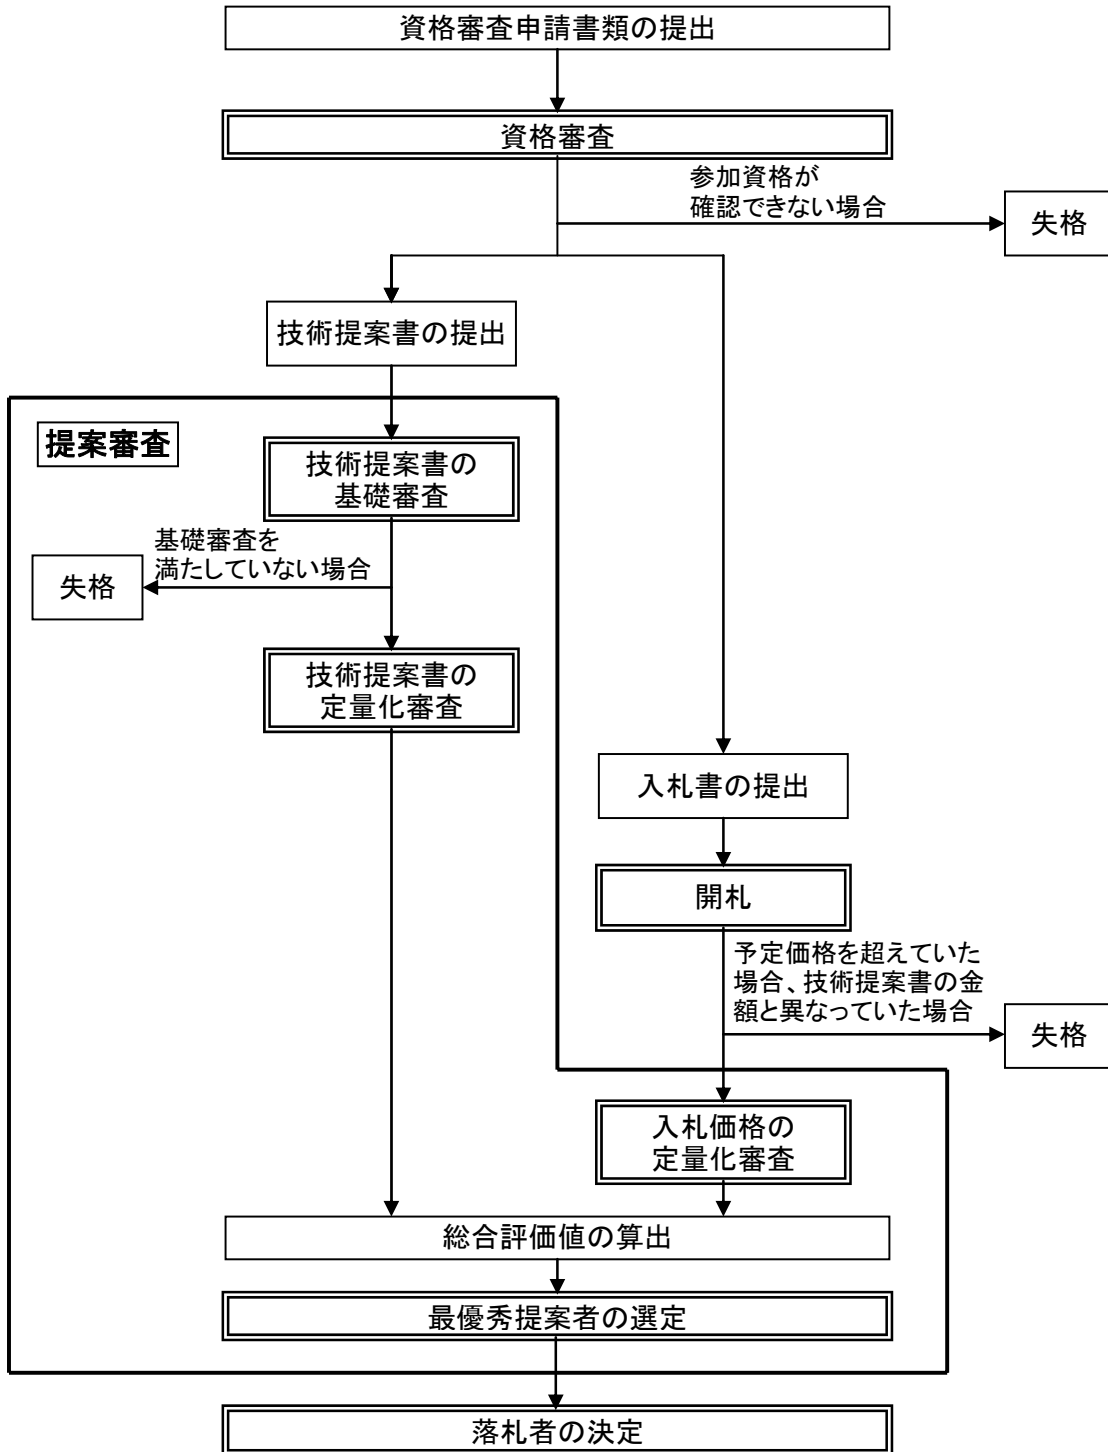 資格審査申請書類の提出
資格審査
参加資格が
確認できない場合
失格
技術提案書の提出
提案審査
技術提案書の
基礎審査
基礎審査を
満たしていない場合
失格
技術提案書の
定量化審査
入札書の提出
開札
予定価格を超えていた
場合、技術提案書の金
額と異なっていた場合
失格
入札価格の
定量化審査
総合評価値の算出
最優秀提案者の選定
落札者の決定